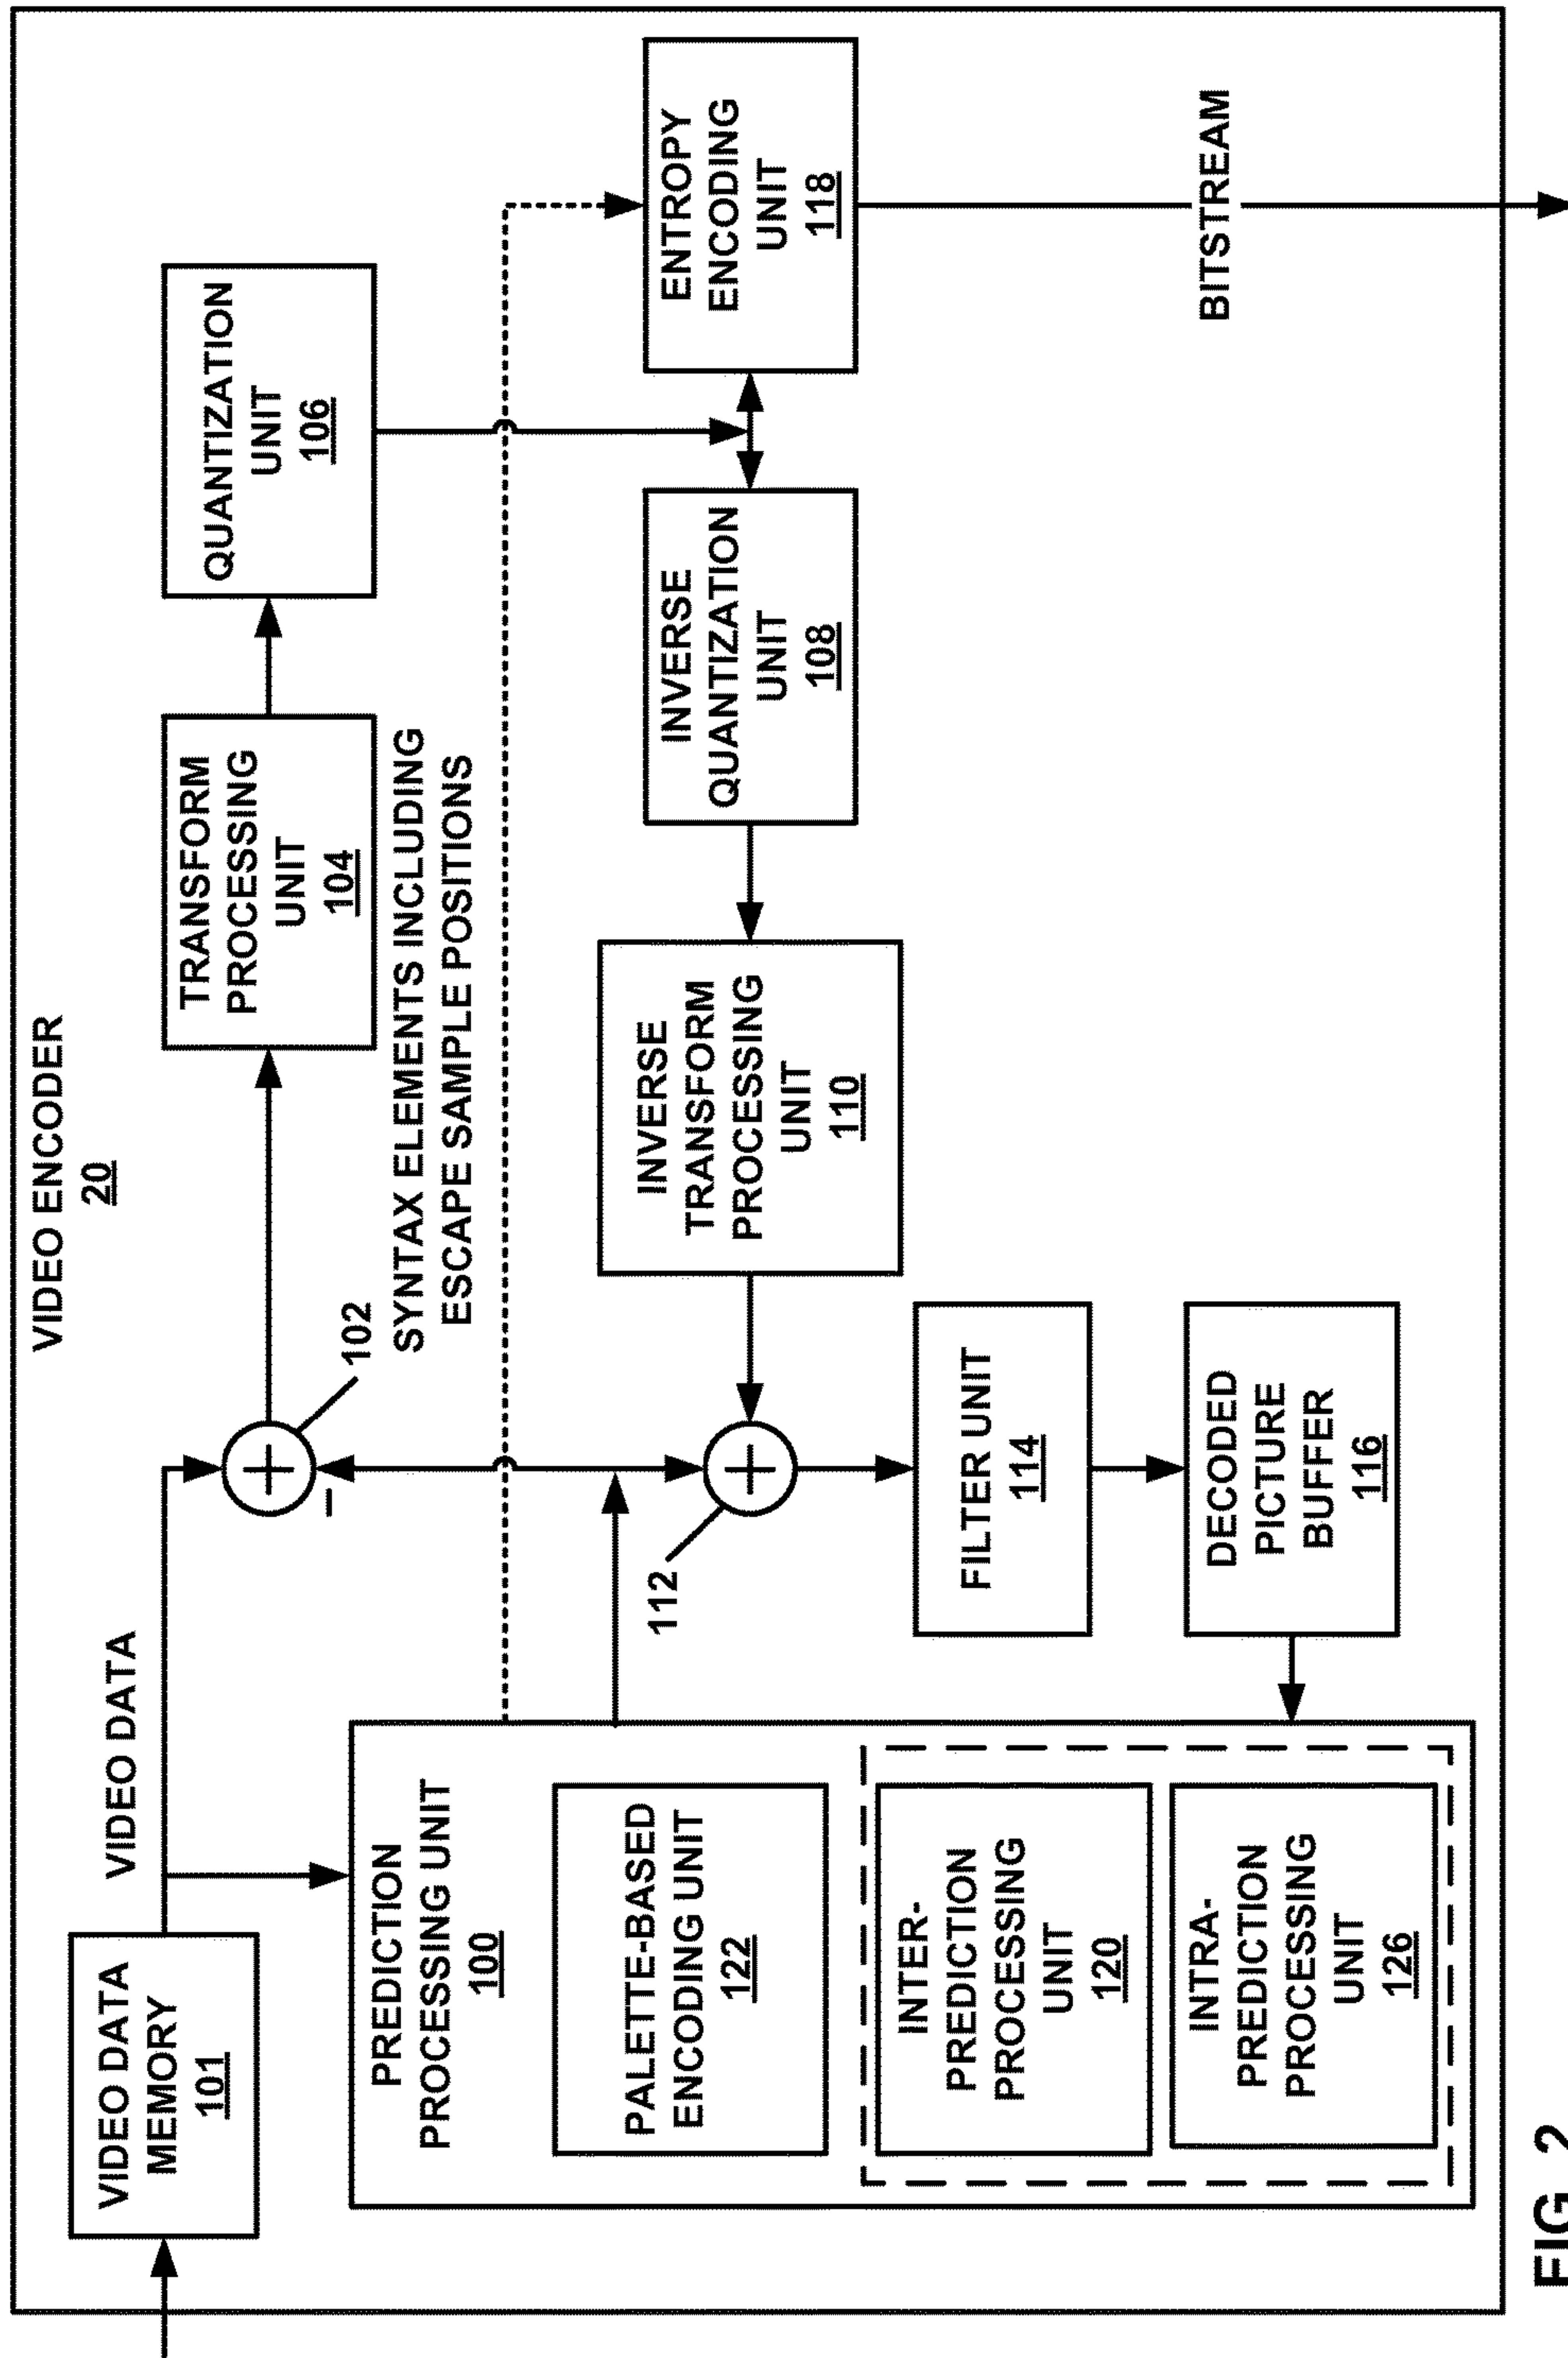 VIDEO ENCODER
20
VIDEO DATA
MEMORY
101
VIDEO DATA
102
TRANSFORM
PROCESSING
UNIT
104
QUANTIZATION
UNIT
106
SYNTAX ELEMENTS INCLUDING
ESCAPE SAMPLE POSITIONS
PREDICTION
PROCESSING UNIT
100
PALETTE-BASED
ENCODING UNIT
122
INTER-
PREDICTION
PROCESSING
UNIT
120
INTRA-
PREDICTION
PROCESSING
UNIT
126
112
INVERSE
TRANSFORM
PROCESSING
UNIT
110
INVERSE
QUANTIZATION
UNIT
108
ENTROPY
ENCODING
UNIT
118
FILTER UNIT
114
DECODED
PICTURE
BUFFER
116
BITSTREAM
FIG. 2